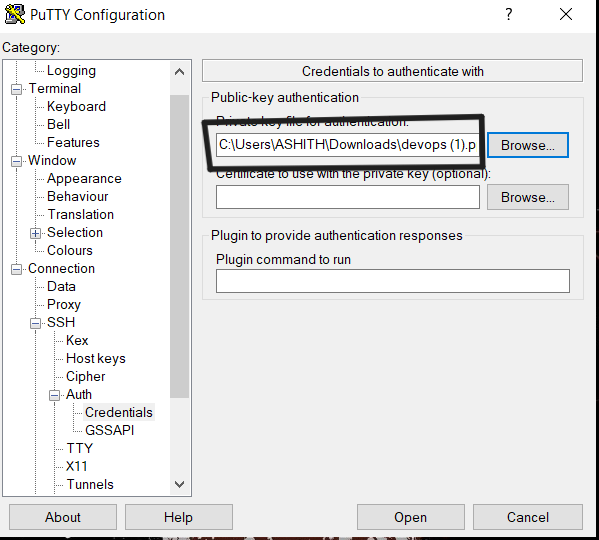 PuTTY Configuration
?
Category:
Logging
Terminal
Keyboard
Bell
Features
Window
Appearance
Behaviour
Translation
Selection
Colours
Connection
Data
Proxy
SSH
Kex
Host keys
Cipher
Auth
Credentials
GSSAPI
TTY
X11
Tunnels
Credentials to authenticate with
Public-key authentication
Private key file for authentication:
C:\Users\ASHITH\Downloads\devops (1).p
Browse...
Certificate to use with the private key (optional):
Browse...
Plugin to provide authentication responses
Plugin command to run
About
Help
Open
Cancel